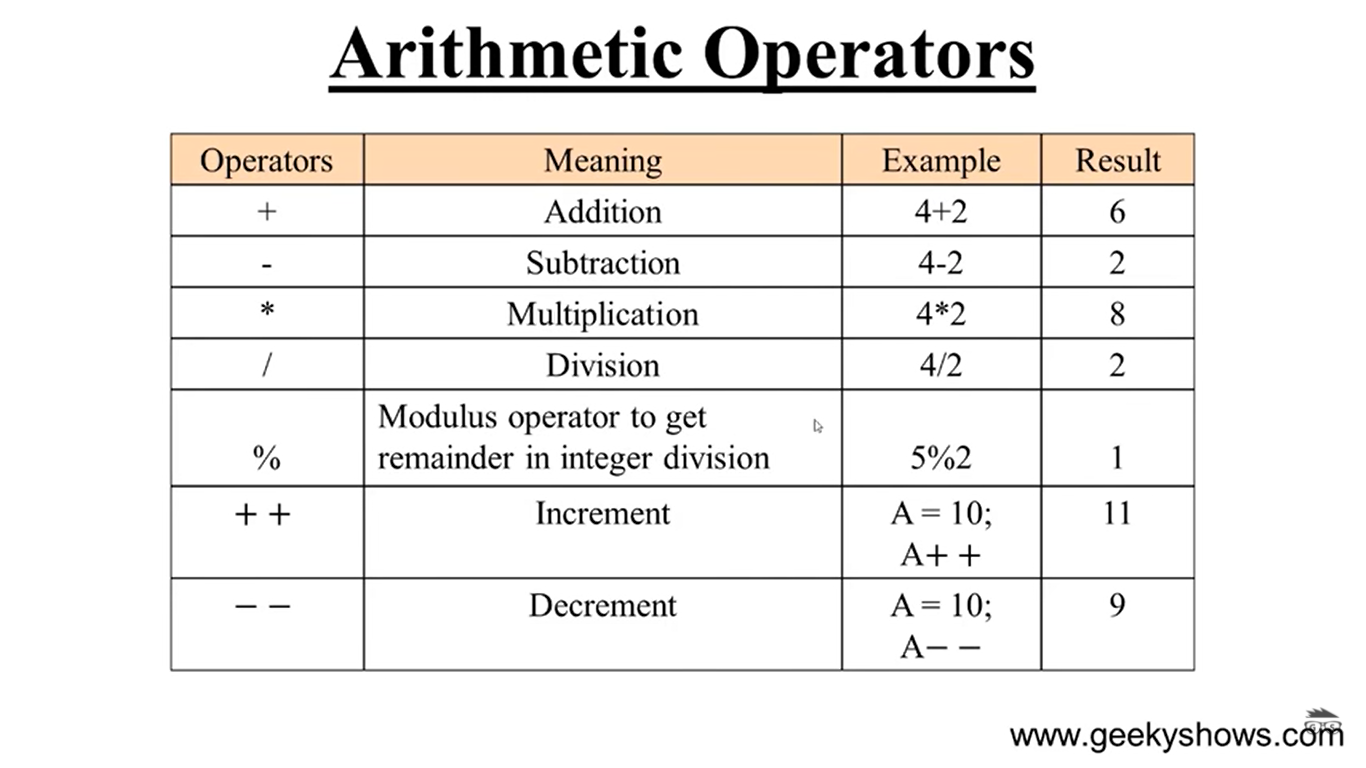 Arithmetic Operators
Operators Meaning Example Result
+ Addition 4+2 6
- Subtraction 4-2 2
* Multiplication 4*2 8
/ Division 4/2 2
Modulus operator to get
% remainder in integer division 5%2 1
+ + Increment A = 10; 11
A+ +
− − Decrement A = 10; 9
A− −
www.geekyshows.com